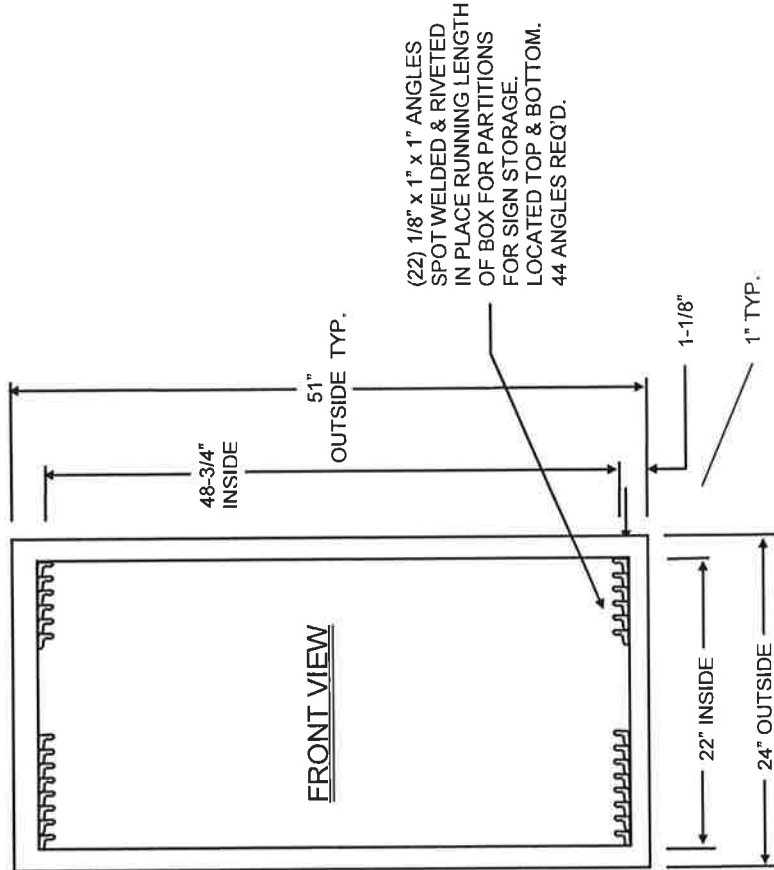 (22) 1/8" x 1" x 1" ANGLES
SPOT WELDED & RIVETED
IN PLACE RUNNING LENGTH
OF BOX FOR PARTITIONS
FOR SIGN STORAGE.
LOCATED TOP & BOTTOM.
44 ANGLES REQ'D.
51"
OUTSIDE TYP.
48-3/4"
INSIDE
FRONT VIEW
1-1/8"
1" TYP.
22" INSIDE
24" OUTSIDE